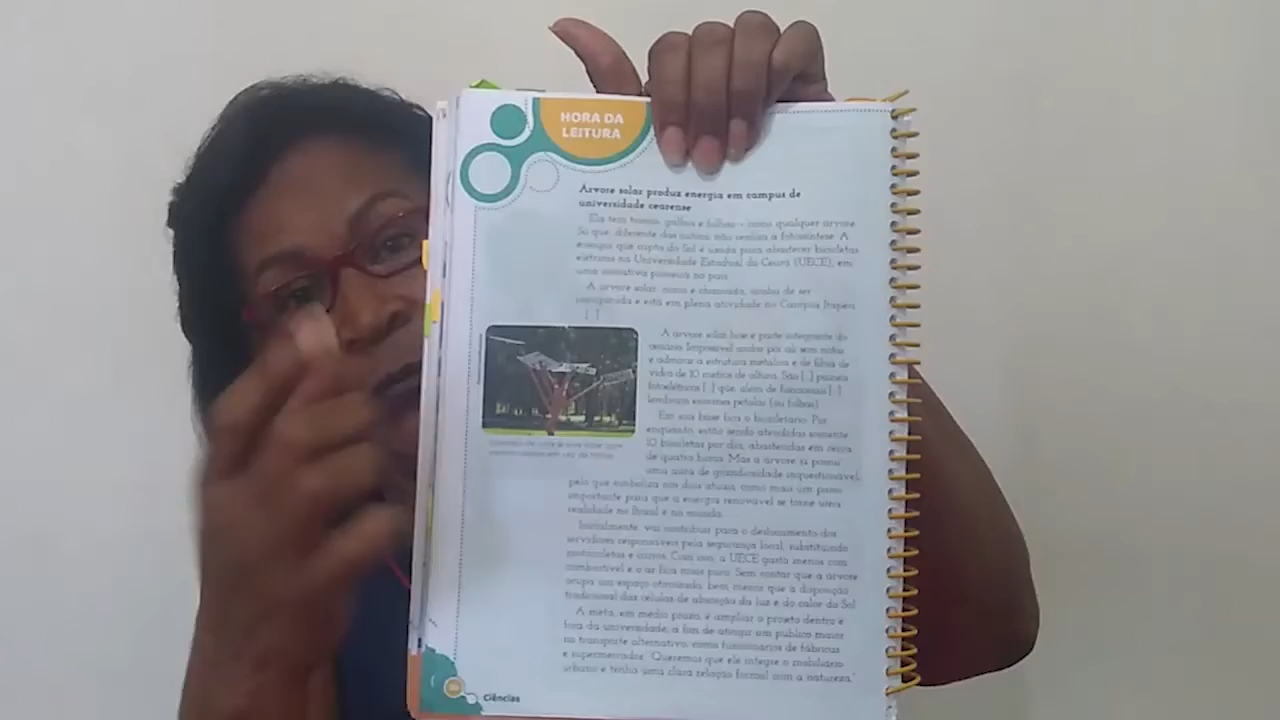 HORA DA
LEITURA
Árvore solar produz energia em campus de
universidade cearense
Ela tem tronco, galhos e folhas – como qualquer árvore.
Só que, diferente das outras, não realiza a fotossíntese. A
energia que capta do Sol é usada para abastecer bicicletas
elétricas na Universidade Estadual do Ceará (UECE), em
uma iniciativa pioneira no país.
A árvore solar, como é chamada, acaba de ser
inaugurada e está em plena atividade no Campus Itaperi.
[...]
A árvore solar hoje é parte integrante do
cenário. Impossível andar por ali sem notar
e admirar a estrutura metálica e de fibra de
vidro de 10 metros de altura. São [...] painéis
fotoelétricos [...] que, além de funcionais [...]
lembram enormes pétalas (ou folhas).
Em sua base fica o bicicletário. Por
enquanto, estão sendo atendidas somente
10 bicicletas por dia, abastecidas em cerca
de quatro horas. Mas a árvore já possui
uma aura de grandiosidade inquestionável,
pelo que simboliza nos dias atuais, como mais um passo
importante para que a energia renovável se torne uma
realidade no Brasil e no mundo.
Inicialmente, vai contribuir para o deslocamento dos
servidores responsáveis pela segurança local, substituindo
motocicletas e carros. Com isso, a UECE gasta menos com
combustível e o ar fica mais puro. Sem contar que a árvore
ocupa um espaço otimizado, bem menos que a disposição
tradicional das células de absorção da luz e do calor do Sol.
A meta, em médio prazo, é ampliar o projeto dentro e
fora da universidade, a fim de atingir um público maior
no transporte alternativo, como funcionários de fábricas
e supermercados. "Queremos que ele integre o mobiliário
urbano e tenha uma clara relação formal com a natureza."
Ciências